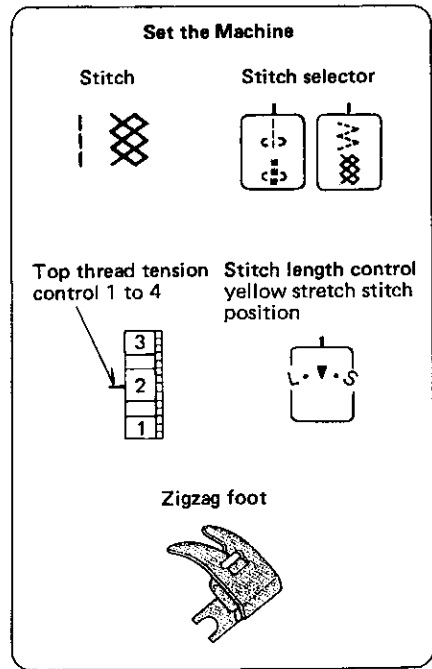 Set the Machine
Stitch
Stitch selector
Top thread tension
control 1 to 4
Stitch length control
yellow stretch stitch
position
3
2
1
L S
Zigzag foot